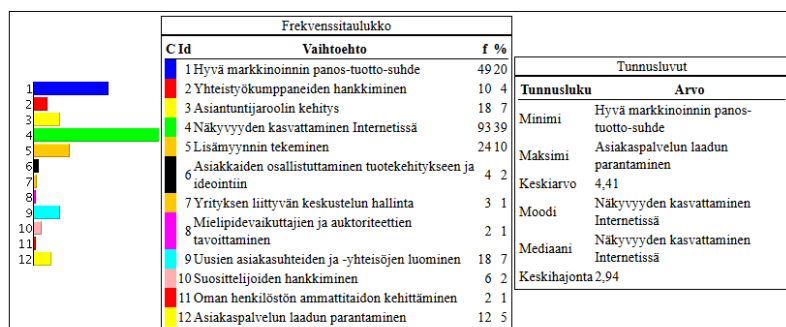 Frekvenssitaulukko
C Id Vaihtoehto f %
1 Hyvä markkinoinnin panos-tuotto-suhde 49 20
2 Yhteistyökumppaneiden hankkiminen 10 4
3 Asiantuntijaroolin kehitys 18 7
4 Näkyvyyden kasvattaminen Internetissä 93 39
5 Lisämyynnin tekeminen 24 10
6 Asiakkaiden osallistuttaminen tuotekehitykseen ja
ideointiin 4 2
7 Yrityksen liittyvän keskustelun hallinta 3 1
8 Mielipidevaikuttajien ja auktoriteettien
tavoittaminen 2 1
9 Uusien asiakasuhteiden ja -yhteisöjen luominen 18 7
10 Suosittelijoiden hankkiminen 6 2
11 Oman henkilöstön ammattitaidon kehittäminen 2 1
12 Asiakaspalvelun laadun parantaminen 12 5
1
2
3
4
5
6
7
8
9
10
11
12
Tunnusluvut
Tunnusluku Arvo
Minimi Hyvä markkinoinnin panos-
tuotto-suhde
Maksimi Asiakaspalvelun laadun
parantaminen
Keskiarvo 4,41
Moodi Näkyvyyden kasvattaminen
Internetissä
Mediaani Näkyvyyden kasvattaminen
Internetissä
Keskihajonta 2,94